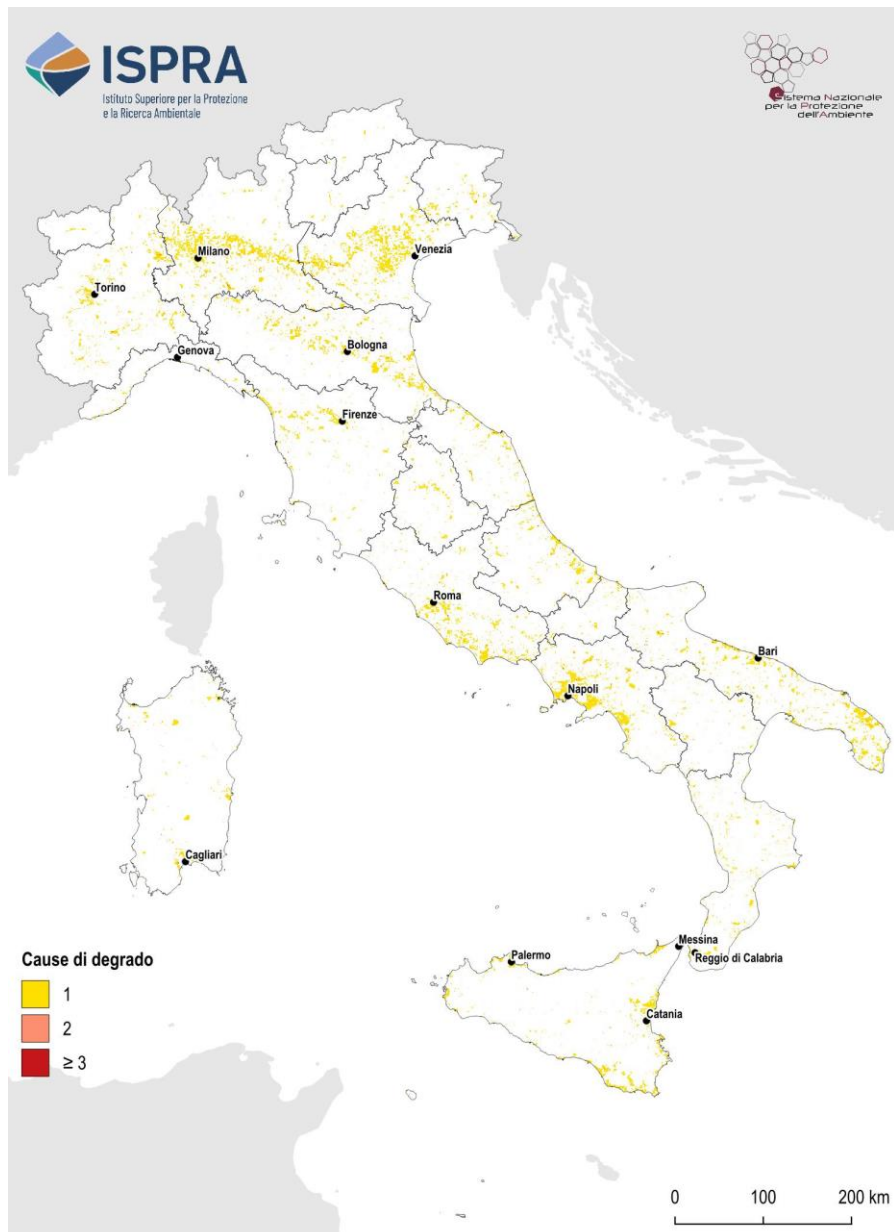 ISPRA
Istituto Superiore per la Protezione
e la Ricerca Ambientale
Sistema Nazionale
per la Protezione
dell'Ambiente
Milano
Venezia
Torino
Bologna
Genova
Firenze
Roma
Bari
Napoli
Cagliari
Messina
Palermo
Reggio di Calabria
Catania
Cause di degrado
1
2
≥ 3
0 100 200 km